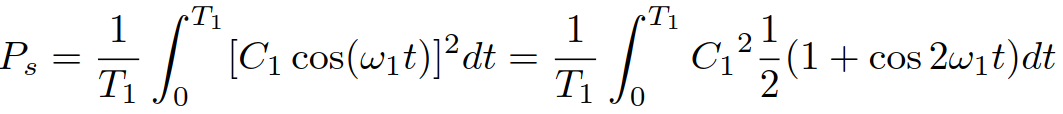 P_s = \frac{1}{T_1} \int_0^{T_1} [C_1 \cos(\omega_1 t)]^2 dt = \frac{1}{T_1} \int_0^{T_1} {C_1}^2 \frac{1}{2} (1 + \cos 2\omega_1 t) dt